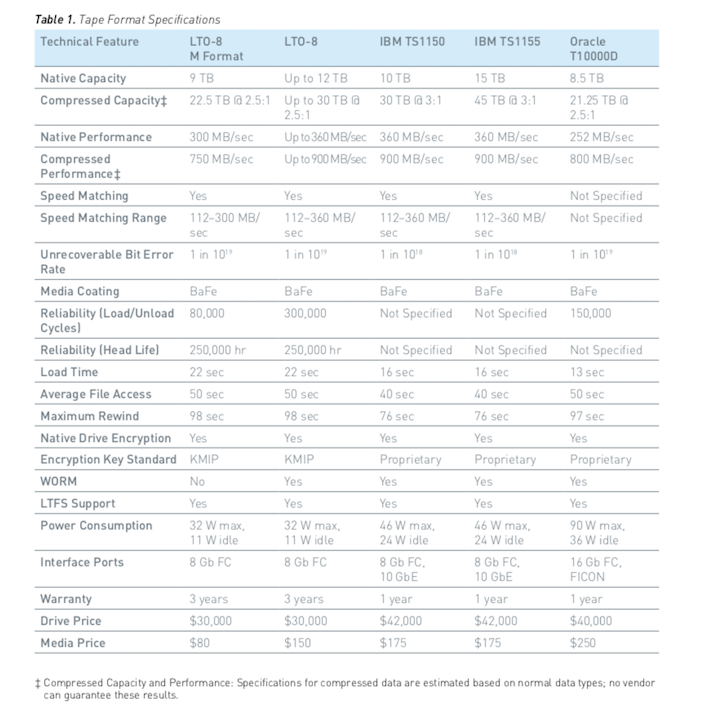 Table 1. Tape Format Specifications
Technical Feature LTO-8 M Format LTO-8 IBM TS1150 IBM TS1155 Oracle T10000D
Native Capacity 9 TB Up to 12 TB 10 TB 15 TB 8.5 TB
Compressed Capacity‡ 22.5 TB @ 2.5:1 Up to 30 TB @ 2.5:1 30 TB @ 3:1 45 TB @ 3:1 21.25 TB @ 2.5:1
Native Performance 300 MB/sec Up to 360 MB/sec 360 MB/sec 360 MB/sec 252 MB/sec
Compressed Performance‡ 750 MB/sec Up to 900 MB/sec 900 MB/sec 900 MB/sec 800 MB/sec
Speed Matching Yes Yes Yes Yes Not Specified
Speed Matching Range 112–300 MB/sec 112–360 MB/sec 112–360 MB/sec 112–360 MB/sec Not Specified
Unrecoverable Bit Error Rate 1 in 10¹⁹ 1 in 10¹⁹ 1 in 10¹⁸ 1 in 10¹⁸ 1 in 10¹⁹
Media Coating BaFe BaFe BaFe BaFe BaFe
Reliability (Load/Unload Cycles) 80,000 300,000 Not Specified Not Specified 150,000
Reliability (Head Life) 250,000 hr 250,000 hr Not Specified Not Specified Not Specified
Load Time 22 sec 22 sec 16 sec 16 sec 13 sec
Average File Access 50 sec 50 sec 40 sec 40 sec 50 sec
Maximum Rewind 98 sec 98 sec 76 sec 76 sec 97 sec
Native Drive Encryption Yes Yes Yes Yes Yes
Encryption Key Standard KMIP KMIP Proprietary Proprietary Proprietary
WORM No Yes Yes Yes Yes
LTFS Support Yes Yes Yes Yes Yes
Power Consumption 32 W max, 11 W idle 32 W max, 11 W idle 46 W max, 24 W idle 46 W max, 24 W idle 90 W max, 36 W idle
Interface Ports 8 Gb FC 8 Gb FC 8 Gb FC, 10 GbE 8 Gb FC, 10 GbE 16 Gb FC, FICON
Warranty 3 years 3 years 1 year 1 year 1 year
Drive Price $30,000 $30,000 $42,000 $42,000 $40,000
Media Price $80 $150 $175 $175 $250
‡ Compressed Capacity and Performance: Specifications for compressed data are estimated based on normal data types; no vendor
can guarantee these results.